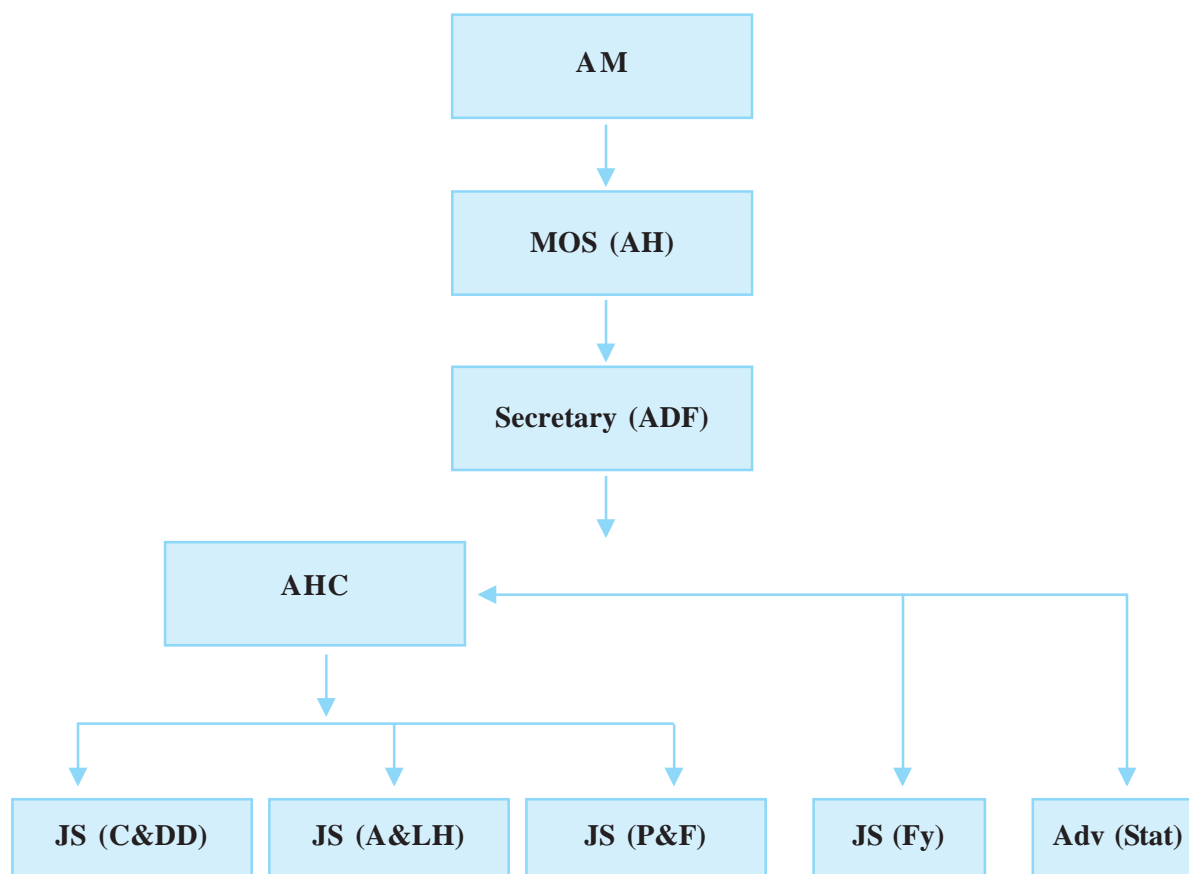 AM
MOS (AH)
Secretary (ADF)
AHC
JS (C&DD)
JS (A&LH)
JS (P&F)
JS (Fy)
Adv (Stat)